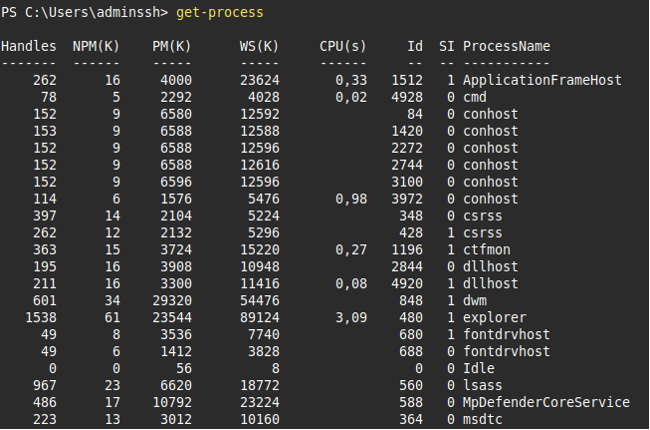 PS C:\Users\adminssh> get-process
Handles  NPM(K)    PM(K)      WS(K)     CPU(s)     Id  SI ProcessName
-------  ------    -----      -----     ------     --  -- -----------
    262      16     4000      23624       0,33   1512   1 ApplicationFrameHost
     78       5     2292       4028       0,02   4928   0 cmd
    152       9     6580      12592                84   0 conhost
    153       9     6588      12588              1420   0 conhost
    152       9     6588      12596              2272   0 conhost
    152       9     6588      12616              2744   0 conhost
    152       9     6596      12596              3100   0 conhost
    114       6     1576       5476       0,98   3972   0 conhost
    397      14     2104       5224               348   0 csrss
    262      12     2132       5296               428   1 csrss
    363      15     3724      15220       0,27   1196   1 ctfmon
    195      16     3908      10948              2844   0 dllhost
    211      16     3300      11416       0,08   4920   1 dllhost
    601      34    29320      54476               848   1 dwm
   1538      61    23544      89124       3,09    480   1 explorer
     49       8     3536       7740               680   1 fontdrvhost
     49       6     1412       3828               688   0 fontdrvhost
      0       0       56          8                 0   0 Idle
    967      23     6620      18772               560   0 lsass
    486      17    10792      23224               588   0 MpDefenderCoreService
    223      13     3012      10160               364   0 msdtc